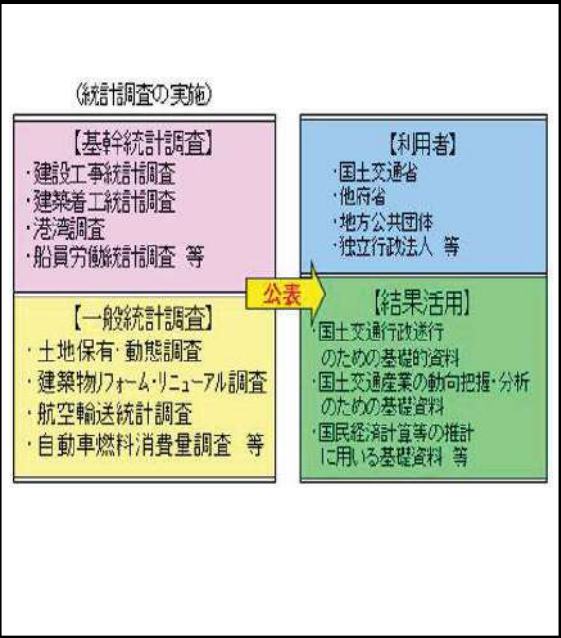 (統計調査の実施)
【基幹統計調査】
・建設工事統計調査
・建築着工統計調査
・港湾調査
・船員労働統計調査 等
【一般統計調査】
・土地保有・動態調査
・建築物リフォーム・リニューアル調査
・航空輸送統計調査
・自動車燃料消費量調査 等
公表
【利用者】
・国土交通省
・他府省
・地方公共団体
・独立行政法人 等
【結果活用】
・国土交通行政遂行
のための基礎的資料
・国土交通産業の動向把握・分析
のための基礎資料
・国民経済計算等の推計
に用いる基礎資料 等